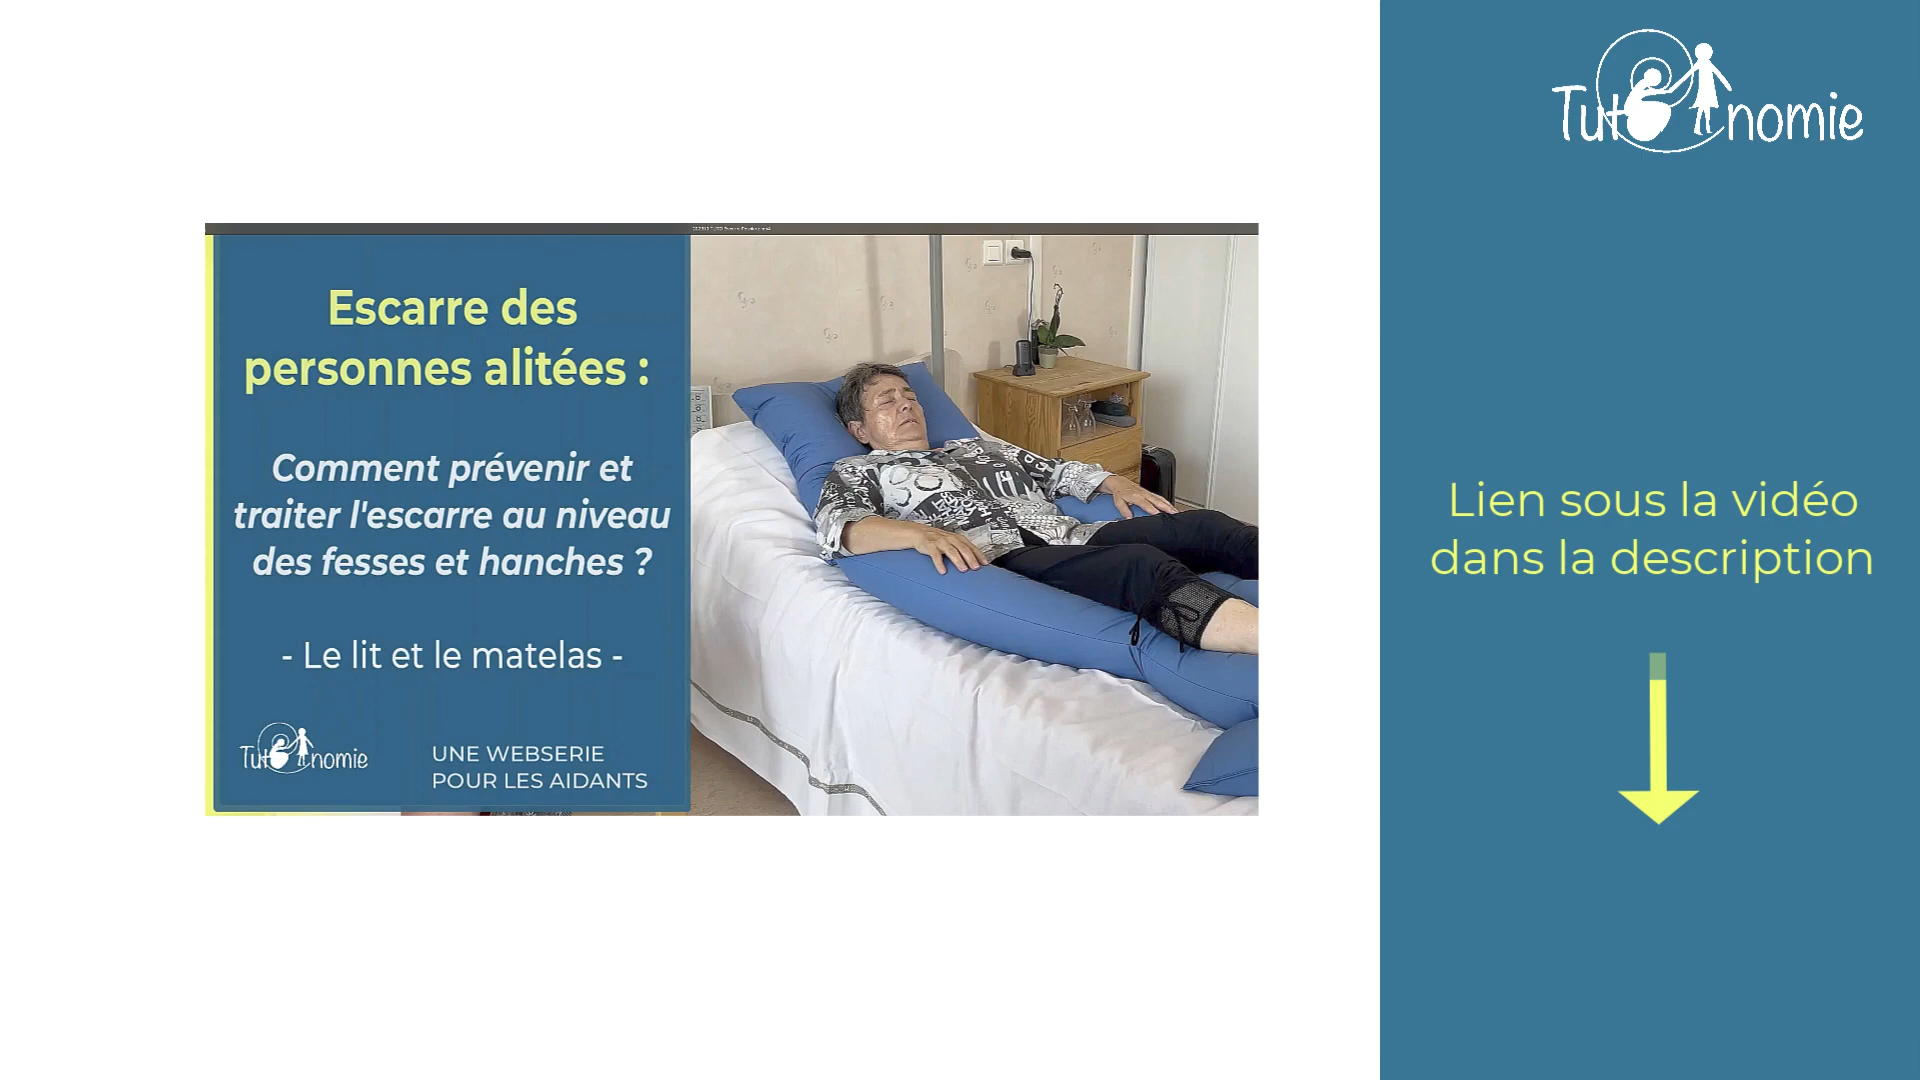 Escarre des
personnes alitées :
Comment prévenir et
traiter l'escarre au niveau
des fesses et hanches ?
- Le lit et le matelas -
Tutonomie
UNE WEBSERIE
POUR LES AIDANTS
Tutonomie
Lien sous la vidéo
dans la description